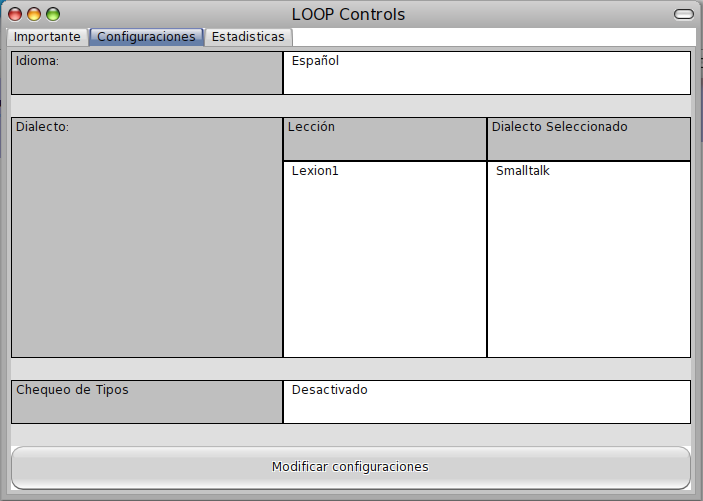 LOOP Controls
Importante Configuraciones Estadisticas
Idioma: Español
Dialecto: Lección Dialecto Seleccionado
Lexion1 Smalltalk
Chequeo de Tipos Desactivado
Modificar configuraciones